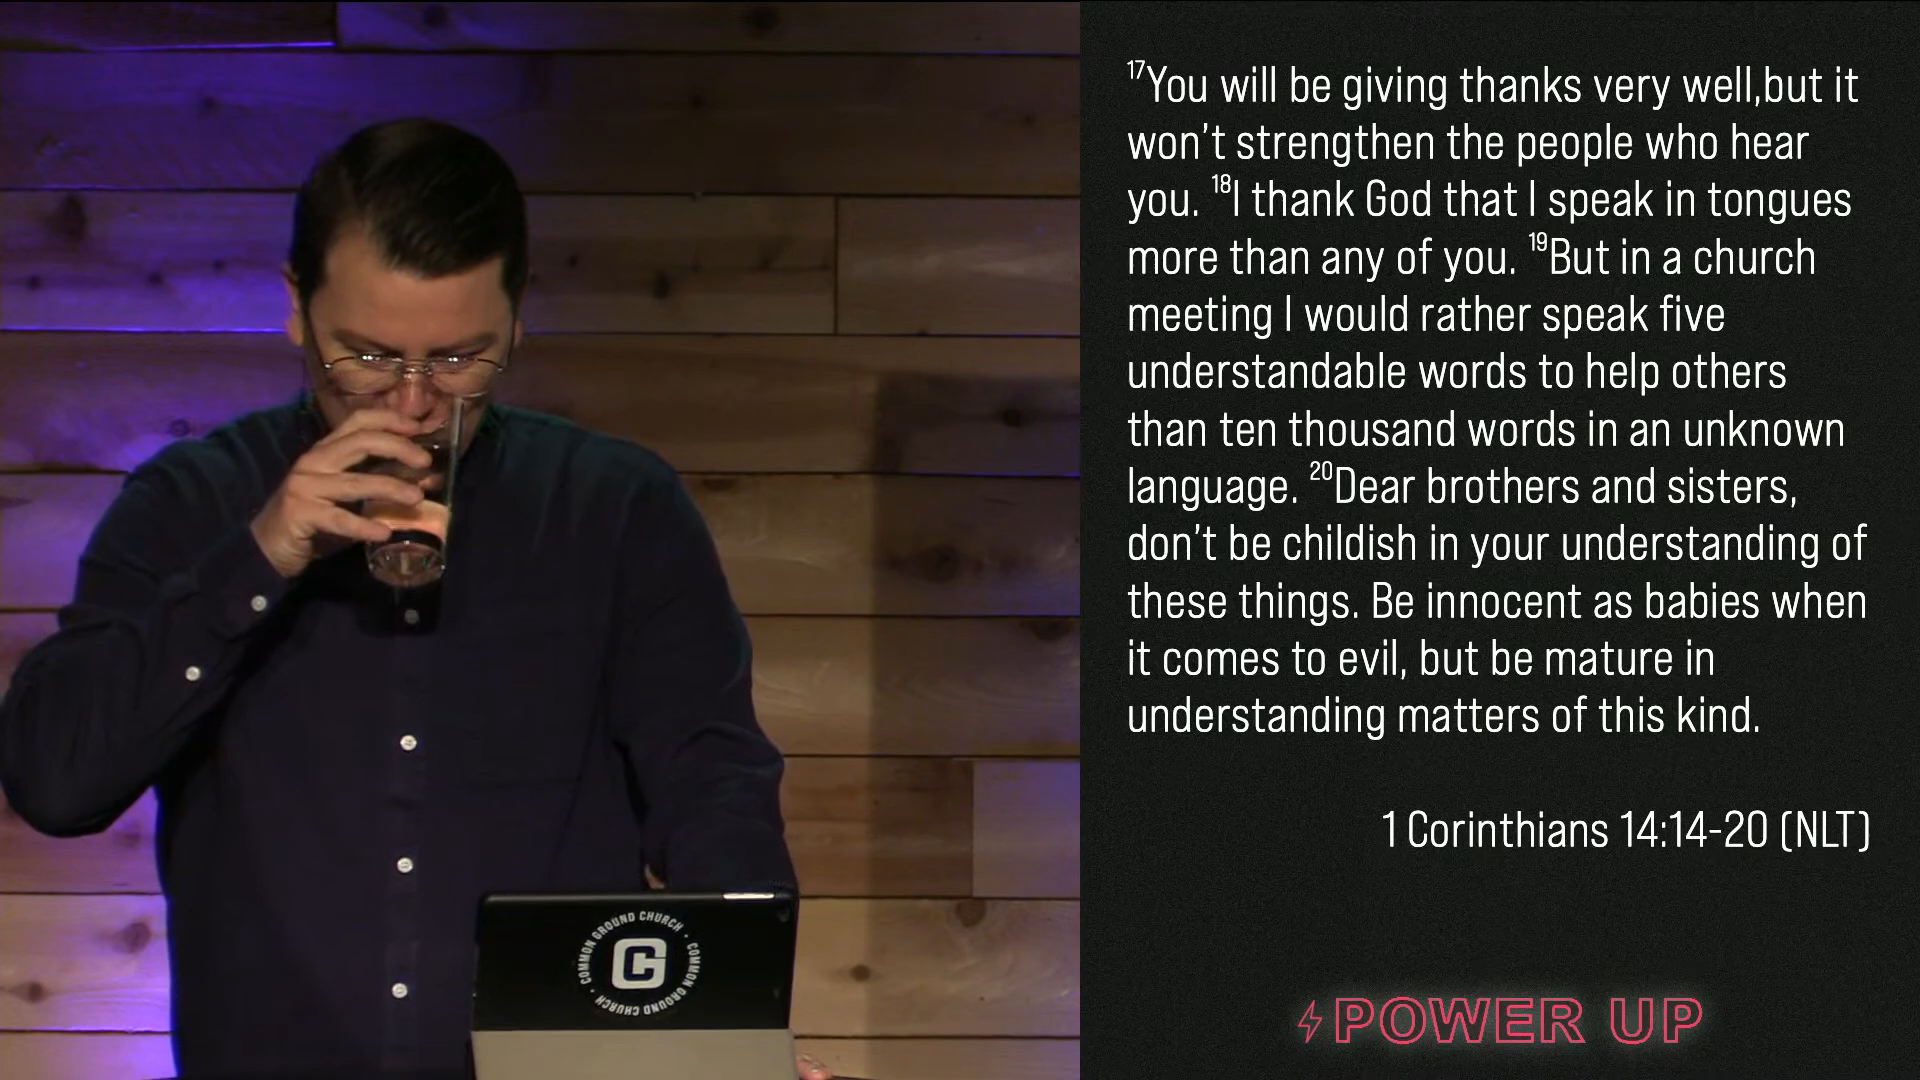 ¹⁷You will be giving thanks very well,but it
won’t strengthen the people who hear
you. ¹⁸I thank God that I speak in tongues
more than any of you. ¹⁹But in a church
meeting I would rather speak five
understandable words to help others
than ten thousand words in an unknown
language. ²⁰Dear brothers and sisters,
don’t be childish in your understanding of
these things. Be innocent as babies when
it comes to evil, but be mature in
understanding matters of this kind.
1 Corinthians 14:14-20 (NLT)
POWER UP
COMMON GROUND CHURCH • COMMON GROUND CHURCH •
G